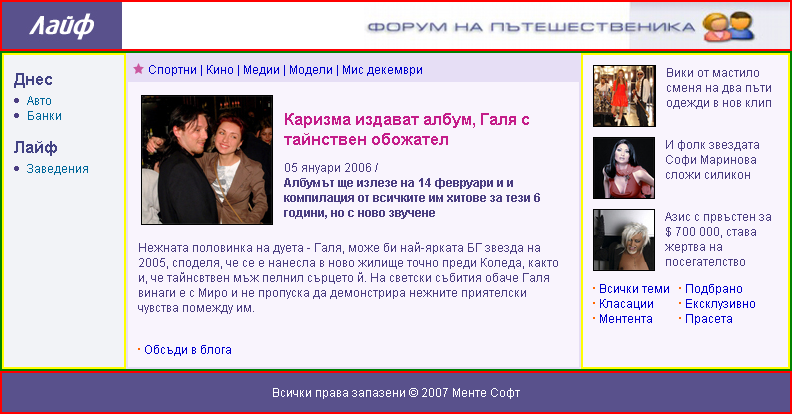 Лайф
ФОРУМ НА ПЪТЕШЕСТВЕНИКА
Днес
Авто
Банки
Лайф
Заведения
Спортни | Кино | Медии | Модели | Мис декември
Каризма издават албум, Галя с
тайнствен обожател
05 януари 2006 /
Албумът ще излезе на 14 февруари и и
компилация от всичките им хитове за тези 6
години, но с ново звучене
Нежната половинка на дуета - Галя, може би най-ярката БГ звезда на
2005, споделя, че се е нанесла в ново жилище точно преди Коледа, както
и, че тайнсвтвен мъж пелнил сърцето й. На светски събития обаче Галя
винаги е с Миро и не пропуска да демонстрира нежните приятелски
чувства помежду им.
Обсъди в блога
Вики от мастило
сменя на два пъти
одежди в нов клип
И фолк звездата
Софи Маринова
сложи силикон
Азис с првъстен за
$ 700 000, става
жертва на
посегателство
Всички теми
Класации
Ментента
Подбрано
Ексклузивно
Прасета
Всички права запазени © 2007 Менте Софт